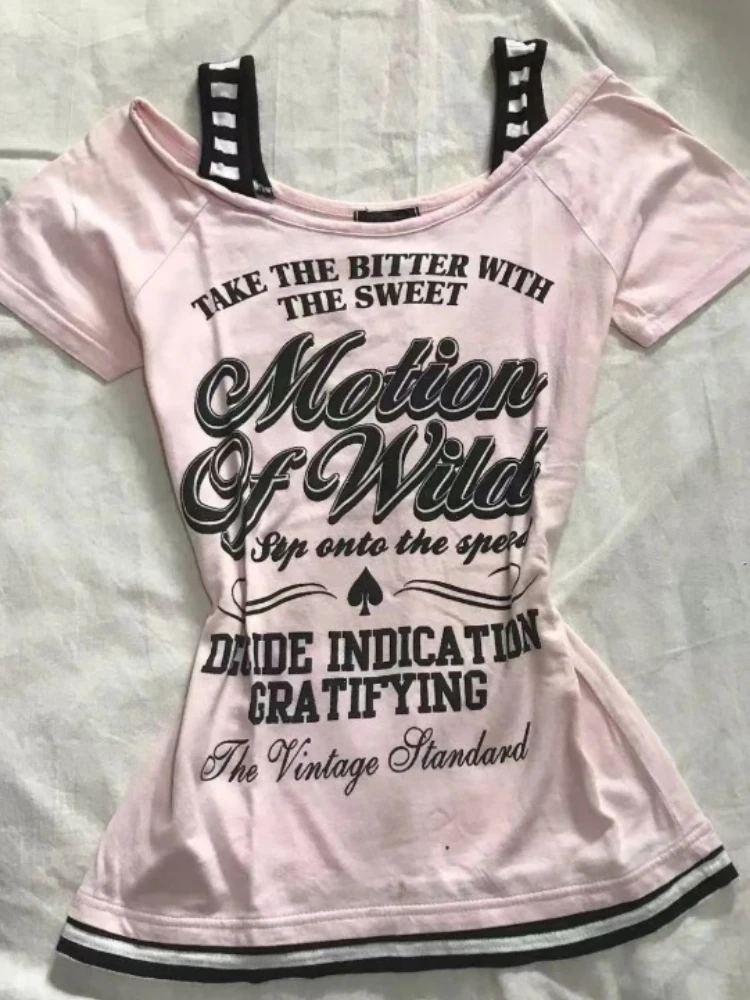 TAKE THE BITTER WITH
THE SWEET
Motion
Of Wild
Step onto the speed
DECIDE INDICATION
GRATIFYING
The Vintage Standard